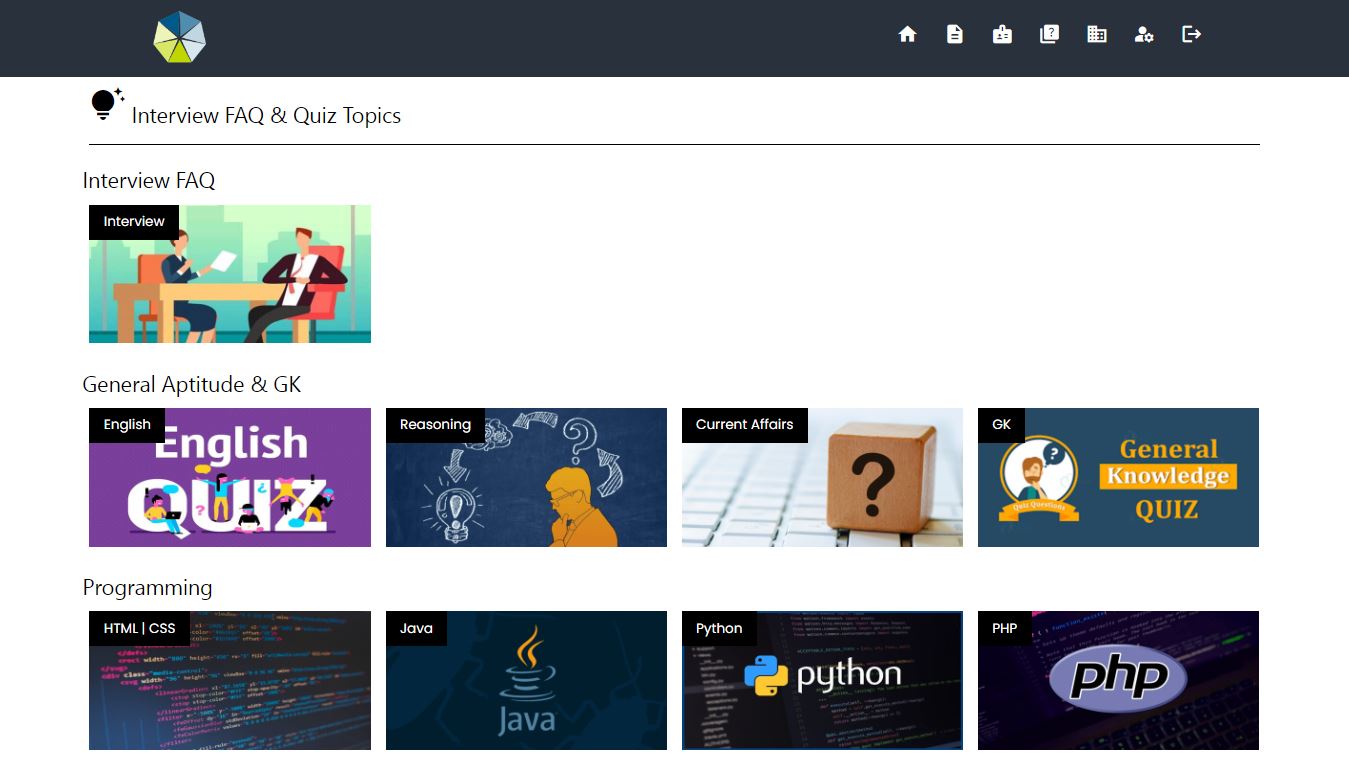 Interview FAQ & Quiz Topics
Interview FAQ
Interview
General Aptitude & GK
English
English
QUIZ
Reasoning
Current Affairs
?
GK
?
Quiz Questions
General
Knowledge
QUIZ
Programming
HTML | CSS
Java
Java
Python
python
PHP
php